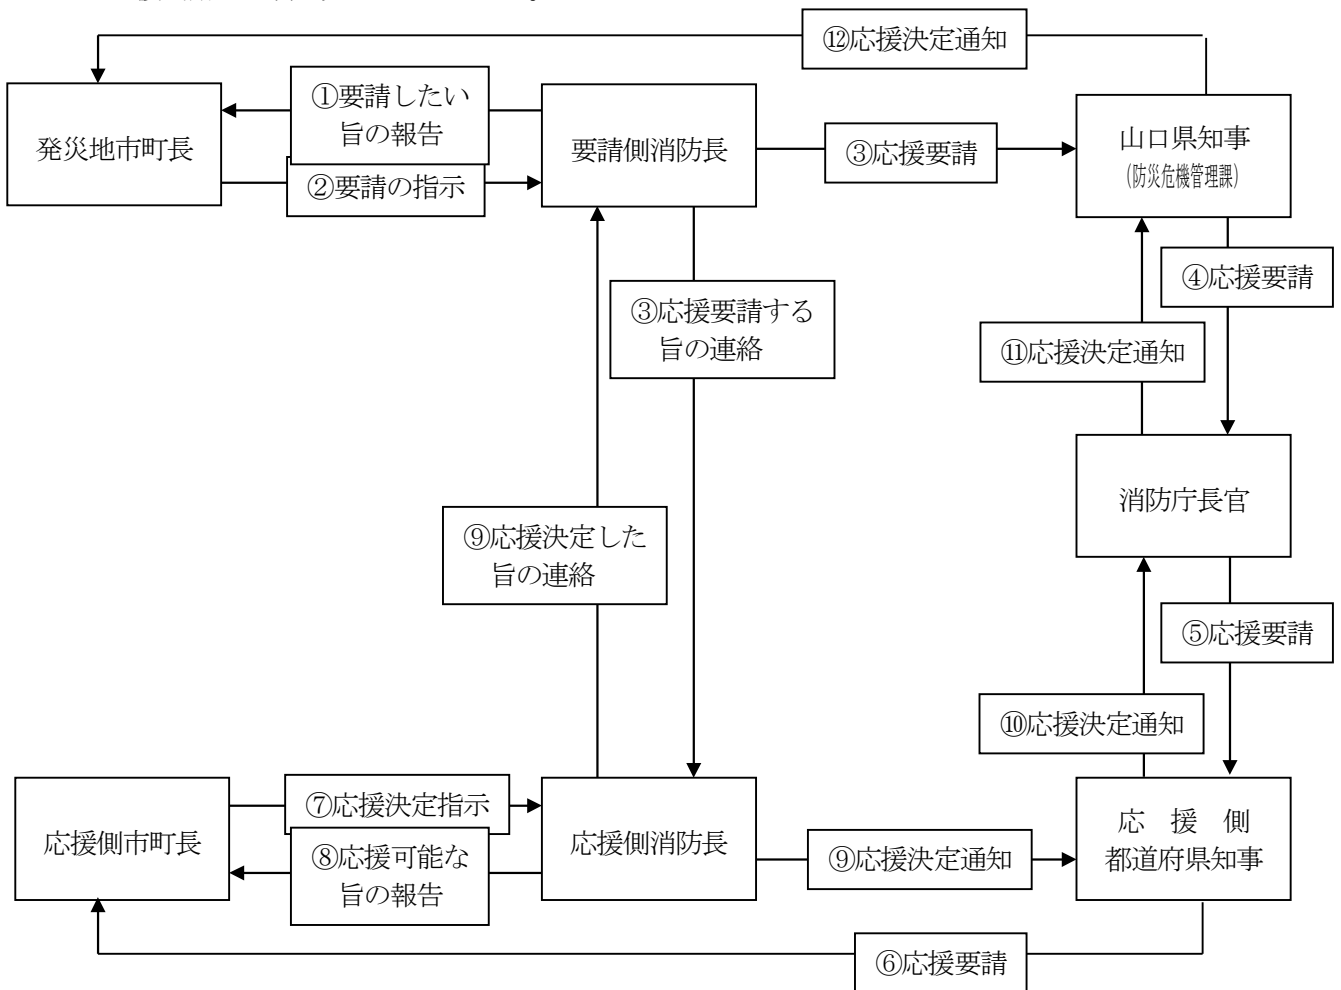 ⑫応援決定通知
発災地市町長
①要請したい
旨の報告
②要請の指示
要請側消防長
③応援要請
山口県知事
(防災危機管理課)
④応援要請
③応援要請する
旨の連絡
⑪応援決定通知
消防庁長官
⑨応援決定した
旨の連絡
⑤応援要請
⑩応援決定通知
応援側市町長
⑦応援決定指示
⑧応援可能な
旨の報告
応援側消防長
⑨応援決定通知
応　援　側
都道府県知事
⑥応援要請